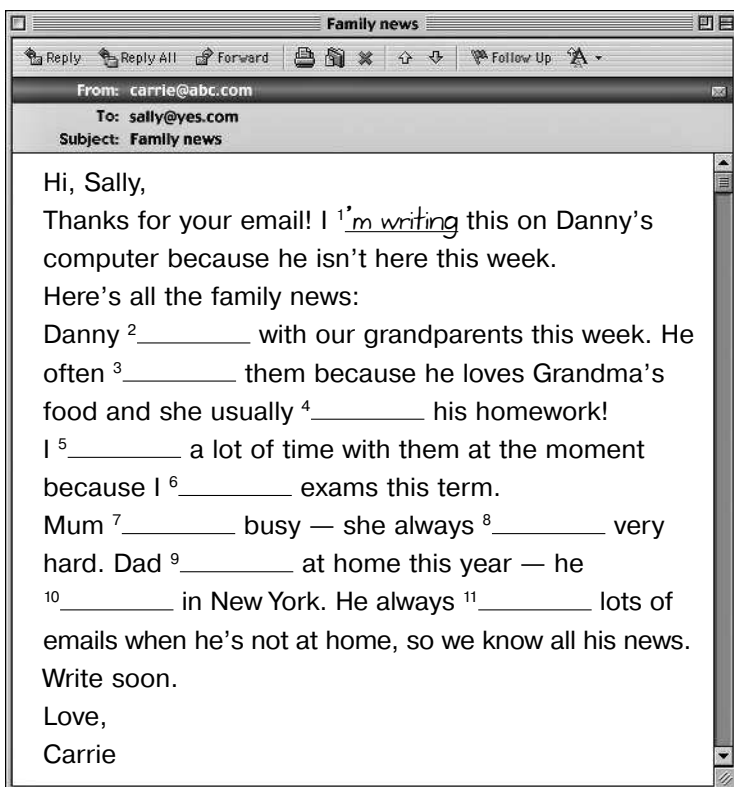 Family news
Reply Reply All Forward Follow Up A
From: carrie@abc.com
To: sally@yes.com
Subject: Family news
Hi, Sally,
Thanks for your email! I ¹'m writing this on Danny's
computer because he isn't here this week.
Here's all the family news:
Danny ²________ with our grandparents this week. He
often ³________ them because he loves Grandma's
food and she usually ⁴________ his homework!
I ⁵________ a lot of time with them at the moment
because I ⁶________ exams this term.
Mum ⁷________ busy — she always ⁸________ very
hard. Dad ⁹________ at home this year — he
¹⁰________ in New York. He always ¹¹________ lots of
emails when he's not at home, so we know all his news.
Write soon.
Love,
Carrie